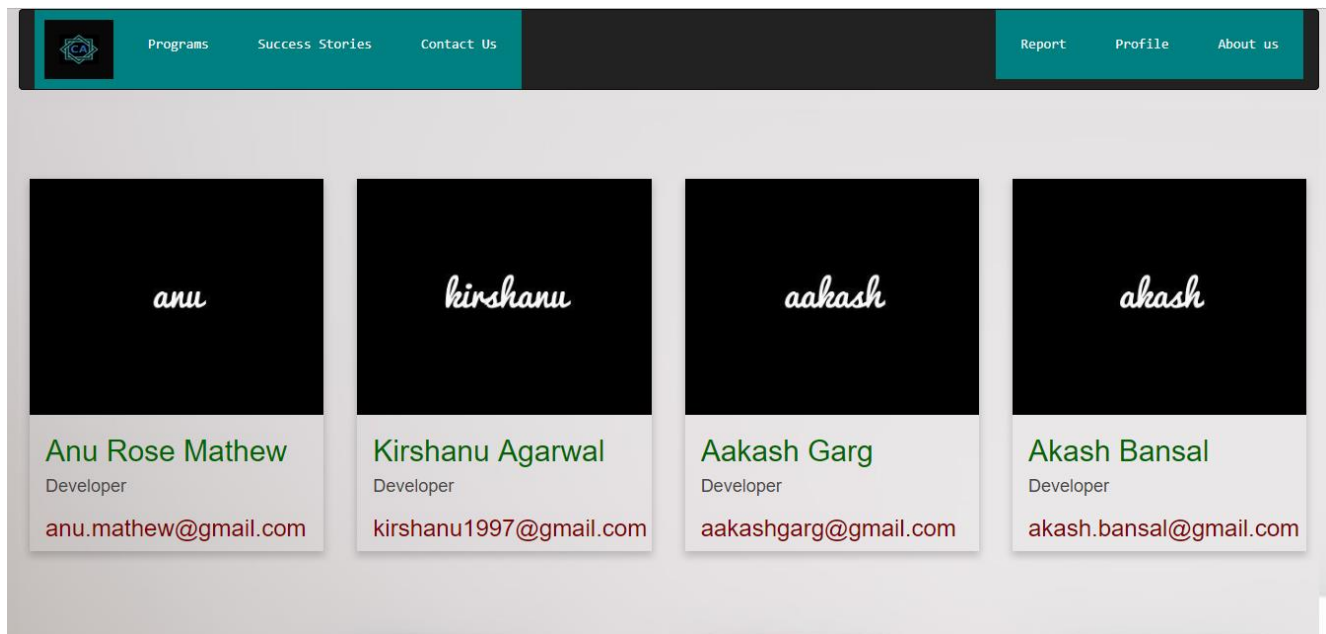 CA
Programs Success Stories Contact Us Report Profile About us
anu kirshanu aakash akash
Anu Rose Mathew Kirshanu Agarwal Aakash Garg Akash Bansal
Developer Developer Developer Developer
anu.mathew@gmail.com kirshanu1997@gmail.com aakashgarg@gmail.com akash.bansal@gmail.com